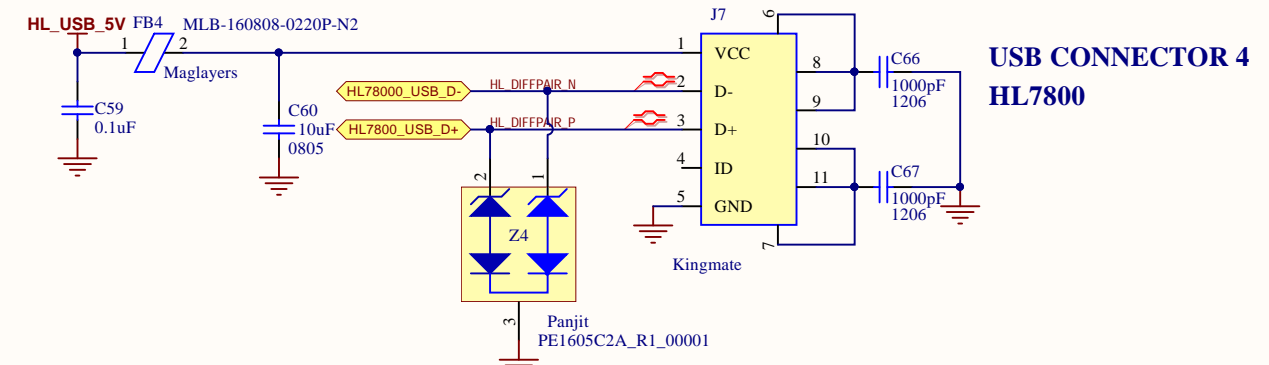 HL_USB_5V
FB4
MLB-160808-0220P-N2
1
2
Maglayers
C59
0.1uF
C60
10uF
0805
HL78000_USB_D-
HL_DIFFPAIR_N
HL7800_USB_D+
HL_DIFFPAIR_P
2
1
Z4
3
Panjit
PE1605C2A_R1_00001
J7
1
VCC
2
D-
3
D+
4
ID
5
GND
6
8
9
10
11
7
Kingmate
C66
1000pF
1206
C67
1000pF
1206
USB CONNECTOR 4
HL7800